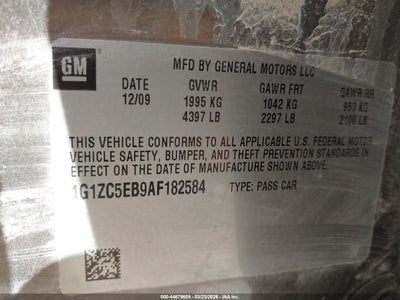 GM
MFD BY GENERAL MOTORS LLC
DATE GVWR GAWR FRT GAWR RR
12/09 1995 KG 1042 KG 953 KG
4397 LB 2297 LB 2100 LB
THIS VEHICLE CONFORMS TO ALL APPLICABLE U.S. FEDERAL MOTOR
VEHICLE SAFETY, BUMPER, AND THEFT PREVENTION STANDARDS IN
EFFECT ON THE DATE OF MANUFACTURE SHOWN ABOVE.
1G1ZC5EB9AF182584 TYPE: PASS CAR
000-44679605 - 03/23/2026 - IAA